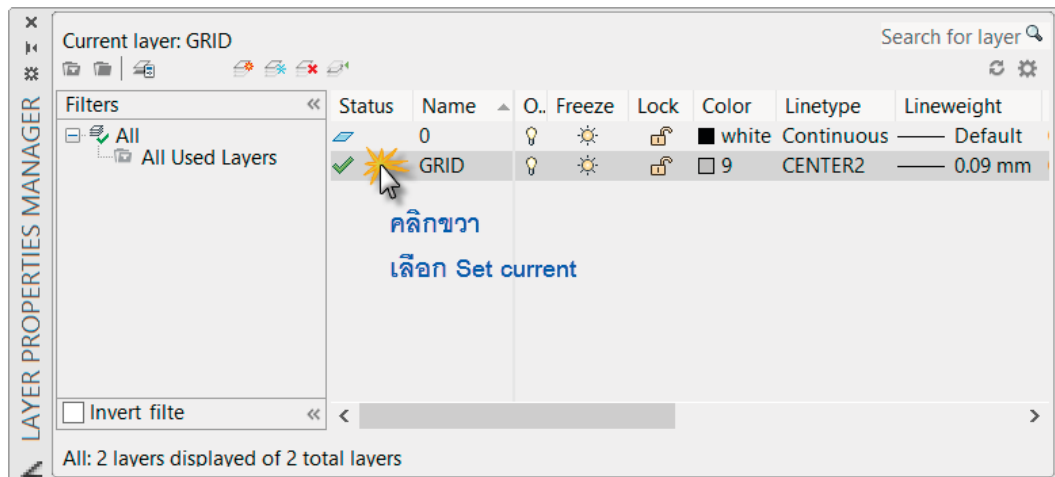 Current layer: GRID
Search for layer
LAYER PROPERTIES MANAGER
Filters
All
All Used Layers
Status Name O.. Freeze Lock Color Linetype Lineweight
0 white Continuous Default
GRID 9 CENTER2 0.09 mm
คลิกขวา
เลือก Set current
Invert filte
All: 2 layers displayed of 2 total layers